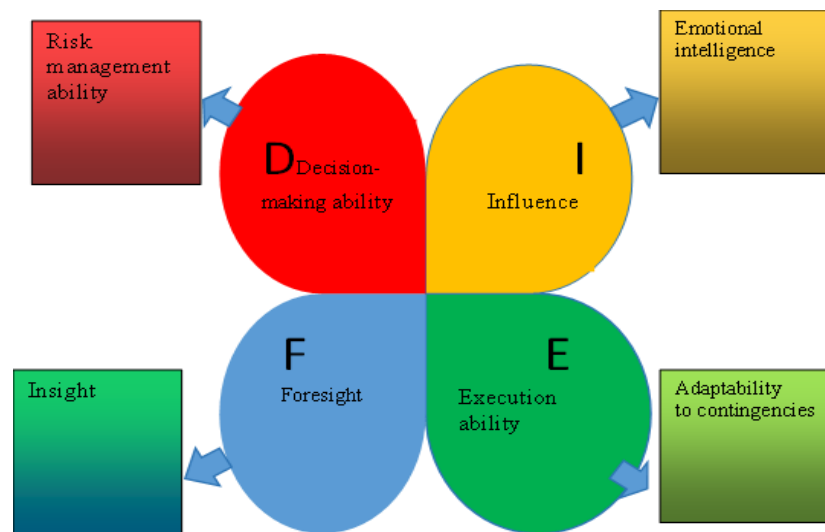 Risk
management
ability
Emotional
intelligence
D Decision-
making ability
I
Influence
F
Foresight
E
Execution
ability
Insight
Adaptability
to contingencies